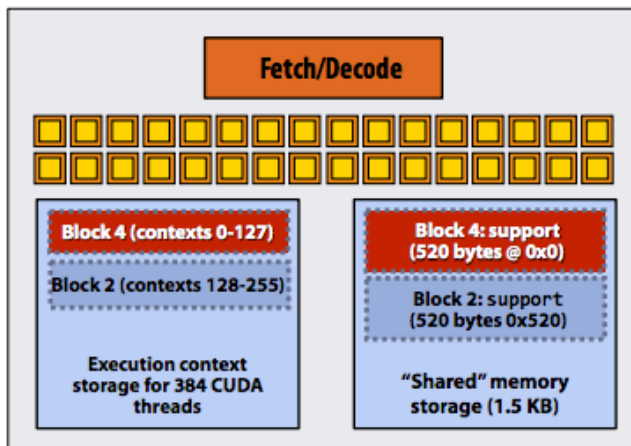 Fetch/Decode
Block 4 (contexts 0-127)
Block 2 (contexts 128-255)
Execution context
storage for 384 CUDA
threads
Block 4: support
(520 bytes @ 0x0)
Block 2: support
(520 bytes 0x520)
“Shared” memory
storage (1.5 KB)